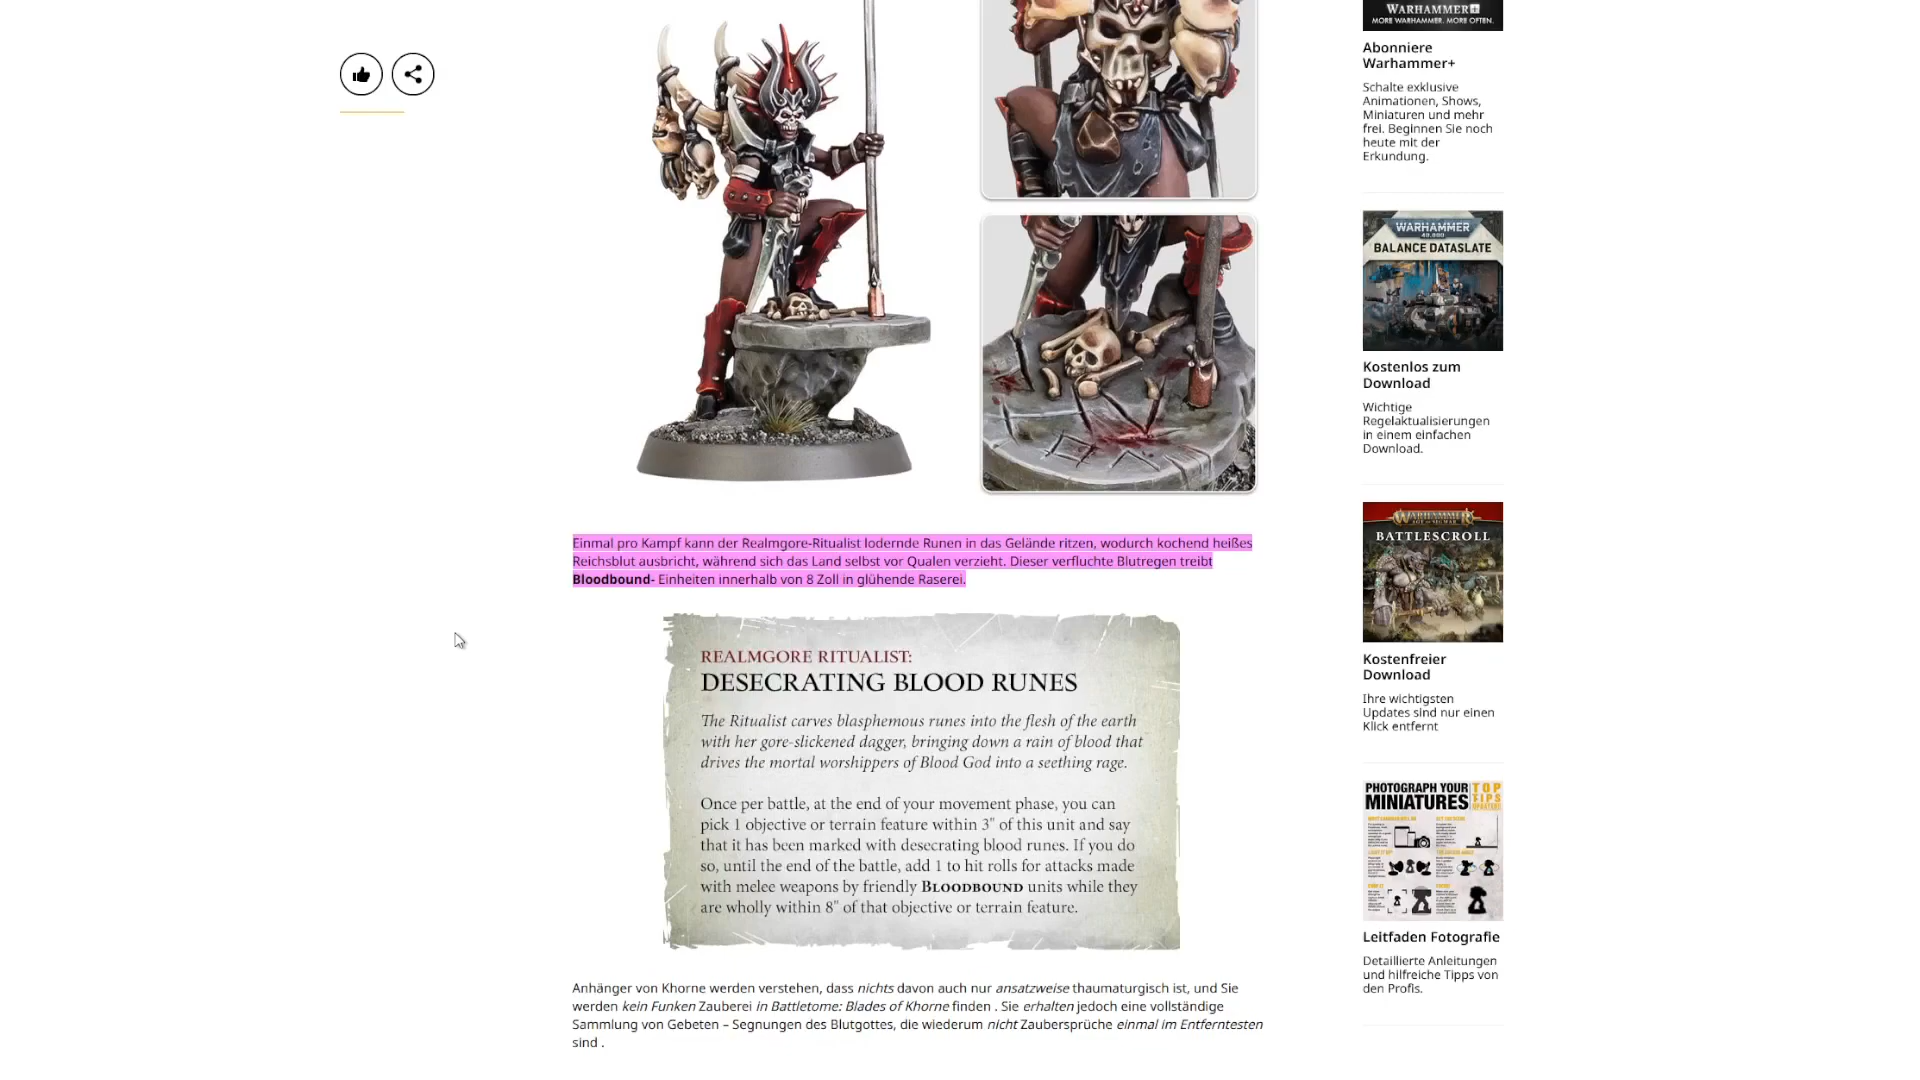 Einmal pro Kampf kann der Realmgore-Ritualist lodernde Runen in das Gelände ritzen, wodurch kochend heißes
Reichsblut ausbricht, während sich das Land selbst vor Qualen verzieht. Dieser verfluchte Blutregen treibt
Bloodbound- Einheiten innerhalb von 8 Zoll in glühende Raserei.
REALMGORE RITUALIST:
DESECRATING BLOOD RUNES
The Ritualist carves blasphemous runes into the flesh of the earth
with her gore-slickened dagger, bringing down a rain of blood that
drives the mortal worshippers of Blood God into a seething rage.
Once per battle, at the end of your movement phase, you can
pick 1 objective or terrain feature within 3" of this unit and say
that it has been marked with desecrating blood runes. If you do
so, until the end of the battle, add 1 to hit rolls for attacks made
with melee weapons by friendly BLOODBOUND units while they
are wholly within 8" of that objective or terrain feature.
Anhänger von Khorne werden verstehen, dass nichts davon auch nur ansatzweise thaumaturgisch ist, und Sie
werden kein Funken Zauberei in Battletome: Blades of Khorne finden . Sie erhalten jedoch eine vollständige
Sammlung von Gebeten – Segnungen des Blutgottes, die wiederum nicht Zaubersprüche einmal im Entferntesten
sind .
WARHAMMER+
MORE WARHAMMER. MORE OFTEN.
Abonniere
Warhammer+
Schalte exklusive
Animationen, Shows,
Miniaturen und mehr
frei. Beginnen Sie noch
heute mit der
Erkundung.
WARHAMMER
40,000
BALANCE DATASLATE
Kostenlos zum
Download
Wichtige
Regelaktualisierungen
in einem einfachen
Download.
WARHAMMER
AGE OF SIGMAR
BATTLESCROLL
Kostenfreier
Download
Ihre wichtigsten
Updates sind nur einen
Klick entfernt
PHOTOGRAPH YOUR
MINIATURES
TOP
TIPS
Leitfaden Fotografie
Detaillierte Anleitungen
und hilfreiche Tipps von
den Profis.